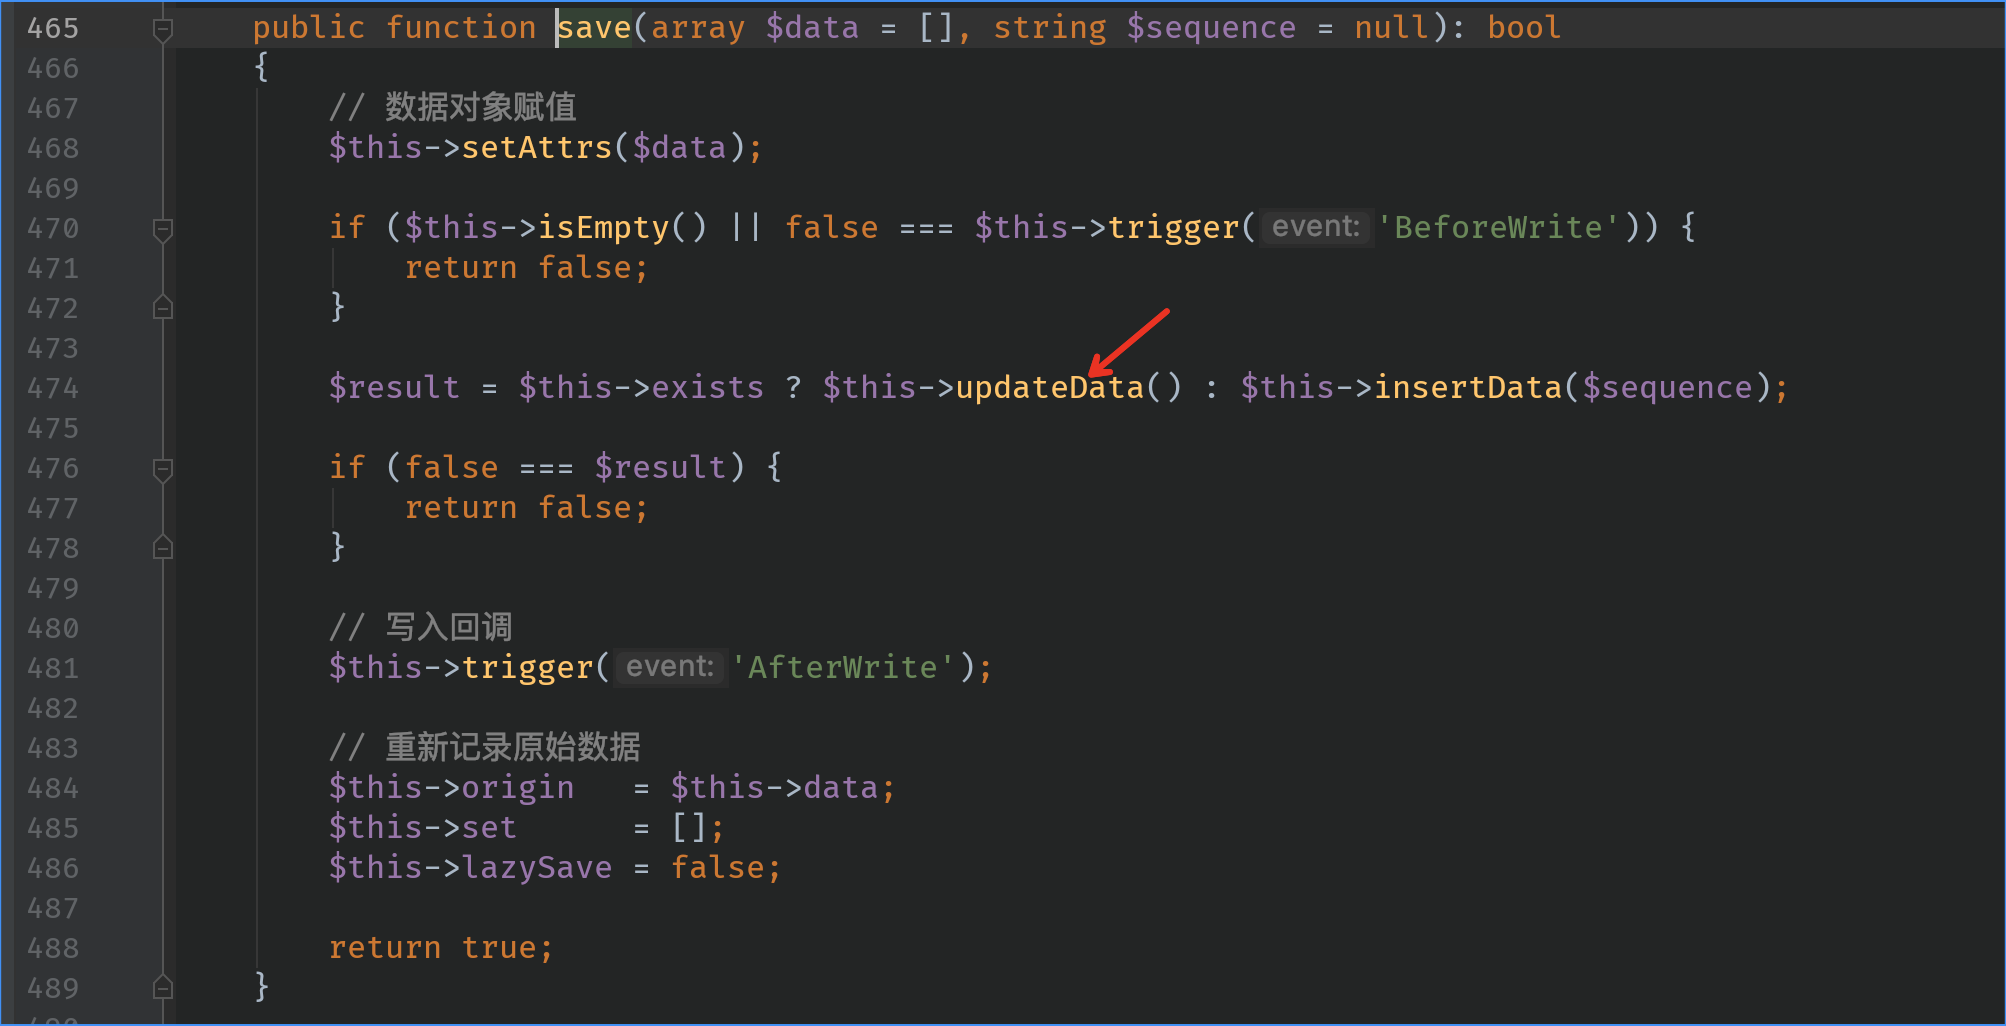 465 public function save(array $data = [], string $sequence = null): bool
466 {
467 // 数据对象赋值
468 $this->setAttrs($data);
469
470 if ($this->isEmpty() || false === $this->trigger( event: 'BeforeWrite')) {
471 return false;
472 }
473
474 $result = $this->exists ? $this->updateData() : $this->insertData($sequence);
475
476 if (false === $result) {
477 return false;
478 }
479
480 // 写入回调
481 $this->trigger( event: 'AfterWrite');
482
483 // 重新记录原始数据
484 $this->origin = $this->data;
485 $this->set = [];
486 $this->lazySave = false;
487
488 return true;
489 }